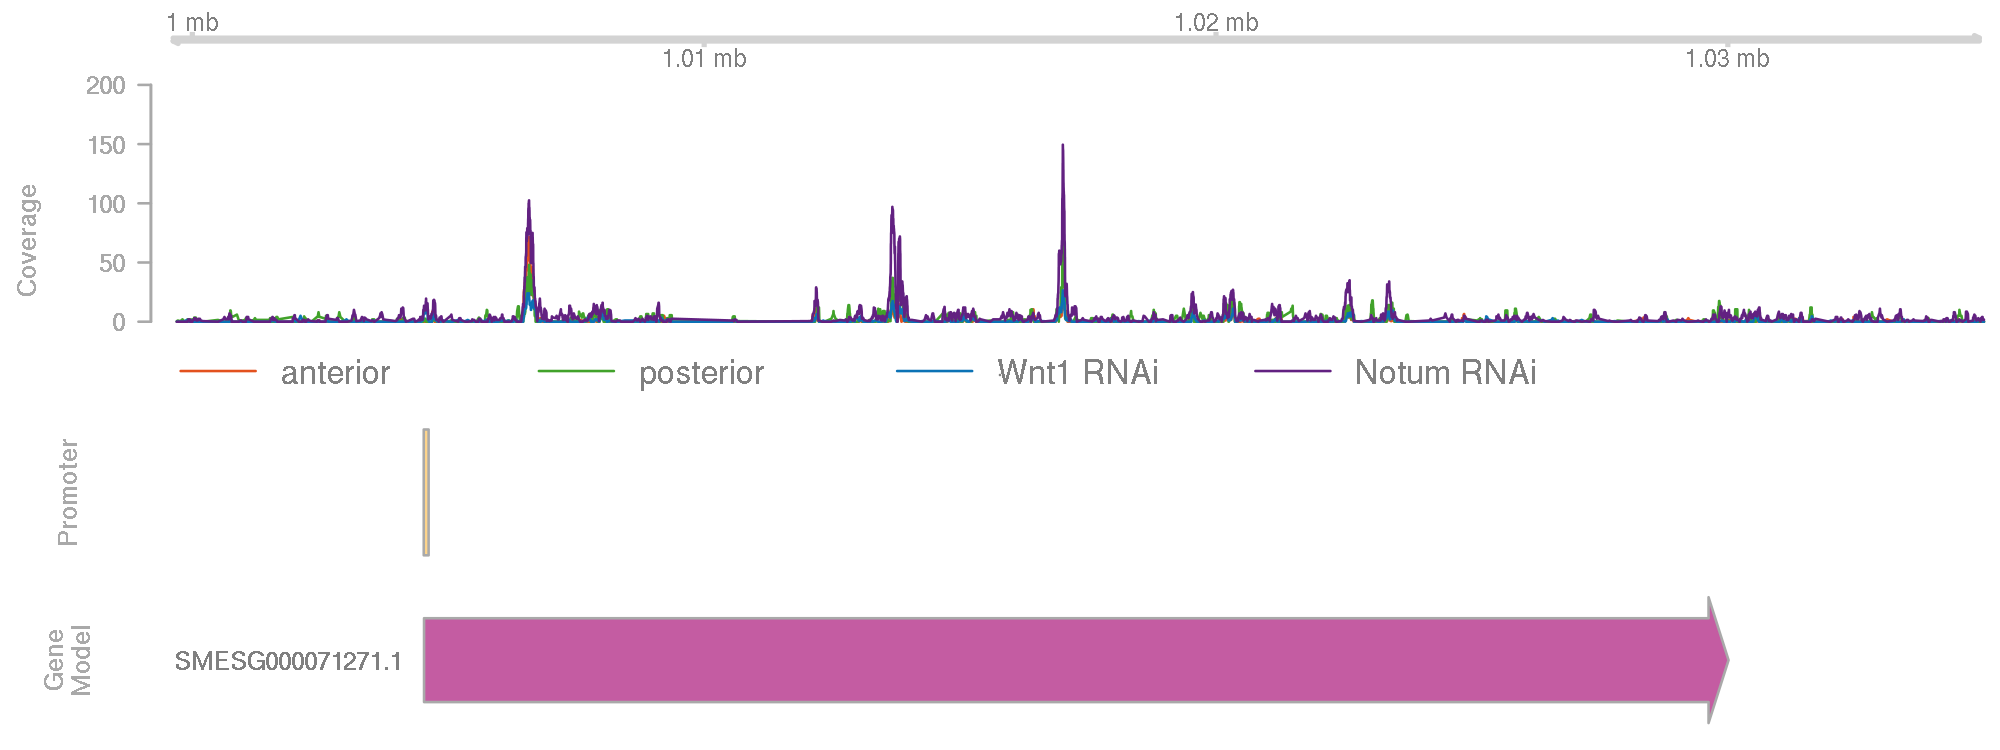 1 mb
1.02 mb
1.01 mb
1.03 mb
200
150
100
50
0
Coverage
anterior
posterior
Wnt1 RNAi
Notum RNAi
Promoter
Gene
Model
SMESG000071271.1